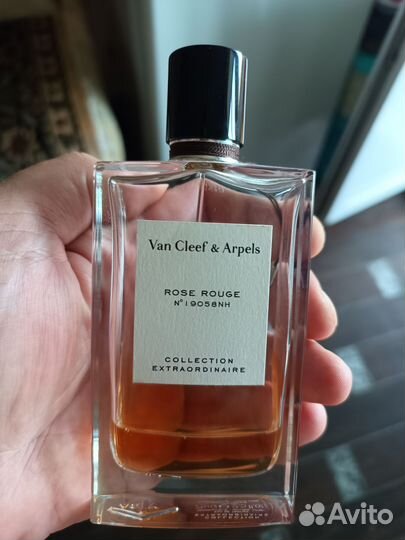 Van Cleef & Arpels
ROSE ROUGE
N°19058NH
COLLECTION
EXTRAORDINAIRE
Avito